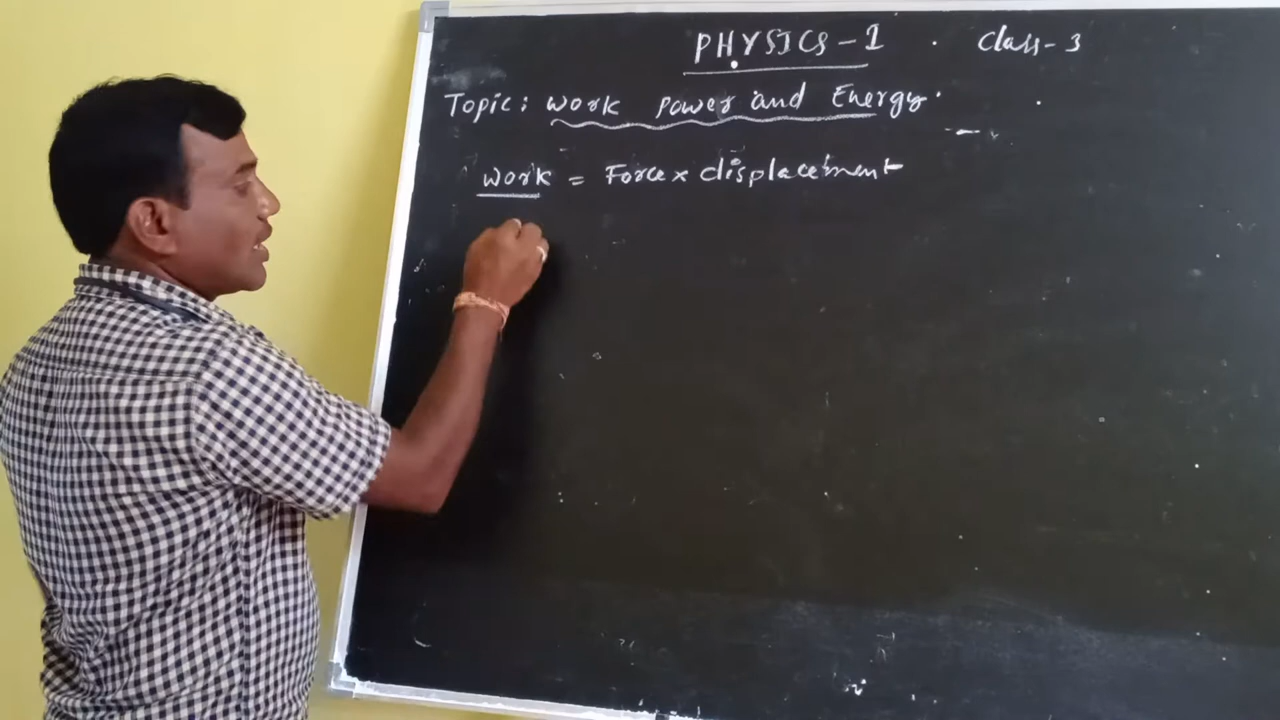 PHYSICS-1 . Class-3
Topic: Work Power and Energy.
Work = Force x displacement